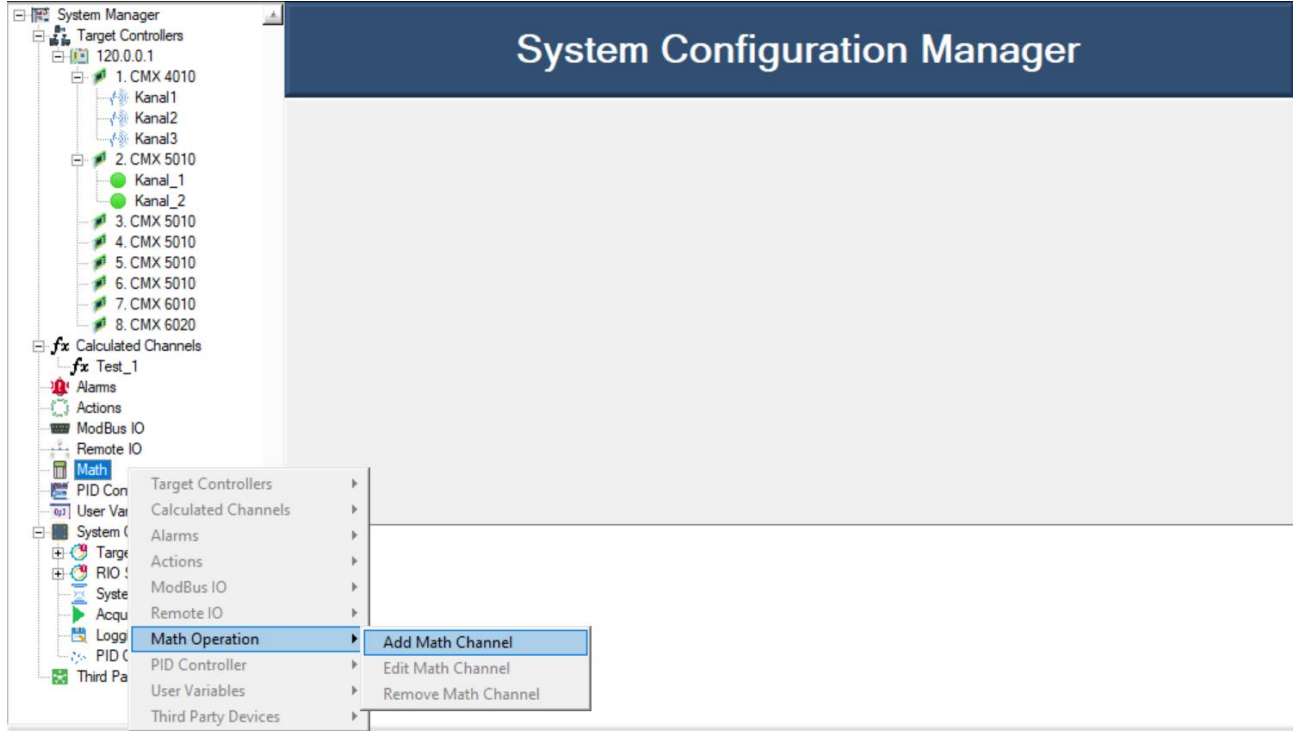 System Manager
Target Controllers
120.0.0.1
1. CMX 4010
Kanal1
Kanal2
Kanal3
2. CMX 5010
Kanal_1
Kanal_2
3. CMX 5010
4. CMX 5010
5. CMX 5010
6. CMX 5010
7. CMX 6010
8. CMX 6020
fx Calculated Channels
fx Test_1
Alarms
Actions
ModBus IO
Remote IO
Math
PID Con
User Var
System C
Targe
RIO S
Syste
Acqu
Loggi
PID C
Third Pa
System Configuration Manager
Target Controllers
Calculated Channels
Alarms
Actions
ModBus IO
Remote IO
Math Operation
PID Controller
User Variables
Third Party Devices
Add Math Channel
Edit Math Channel
Remove Math Channel